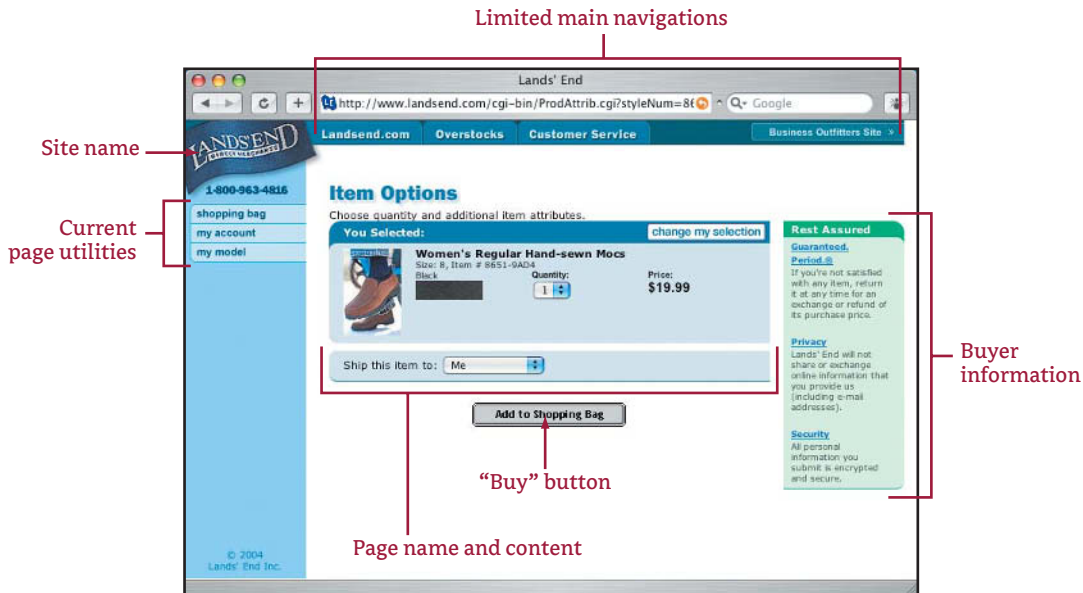 Limited main navigations
Lands' End
http://www.landsend.com/cgi-bin/ProdAttrib.cgi?styleNum=86
Google
Site name
LANDS'END
DIRECT MERCHANTS
Landsend.com
Overstocks
Customer Service
Business Outfitters Site »
1-800-963-4816
Current
page utilities
shopping bag
my account
my model
Item Options
Choose quantity and additional item attributes.
You Selected:
change my selection
Women's Regular Hand-sewn Mocs
Size: 8, Item # 8651-9AD4
Black
Quantity:
1
Price:
$19.99
Ship this item to: Me
Add to Shopping Bag
Rest Assured
Guaranteed.
Period.®
If you're not satisfied
with any item, return
it at any time for an
exchange or refund of
its purchase price.
Privacy
Lands' End will not
share or exchange
online information that
you provide us
(including e-mail
addresses).
Security
All personal
information you
submit is encrypted
and secure.
Buyer
information
"Buy" button
Page name and content
© 2004
Lands' End Inc.